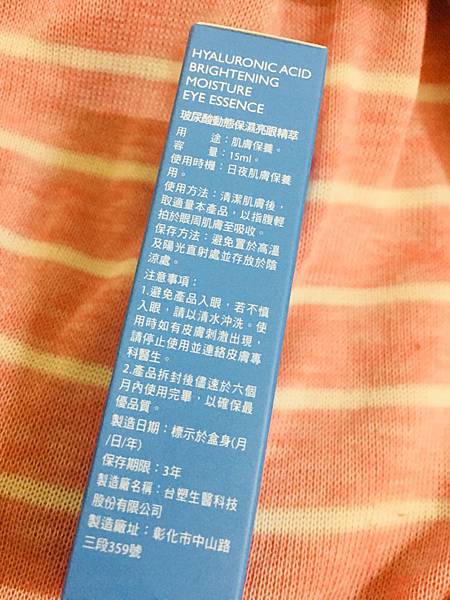 HYALURONIC ACID
BRIGHTENING
MOISTURE
EYE ESSENCE
玻尿酸動態保濕亮眼精萃
用　　途：肌膚保養。
容　　量：15ml。
使用時機：日夜肌膚保養
用。
使用方法：清潔肌膚後，
取適量本產品，以指腹輕
拍於眼周肌膚至吸收。
保存方法：避免置於高溫
及陽光直射處並存放於陰
涼處。
注意事項：
1.避免產品入眼，若不慎
入眼，請以清水沖洗。使
用時如有皮膚刺激出現，
請停止使用並連絡皮膚專
科醫生。
2.產品拆封後儘速於六個
月內使用完畢，以確保最
優品質。
製造日期：標示於盒身(月
/日/年)
保存期限：3年
製造廠名稱：台塑生醫科技
股份有限公司
製造廠址：彰化市中山路
三段359號